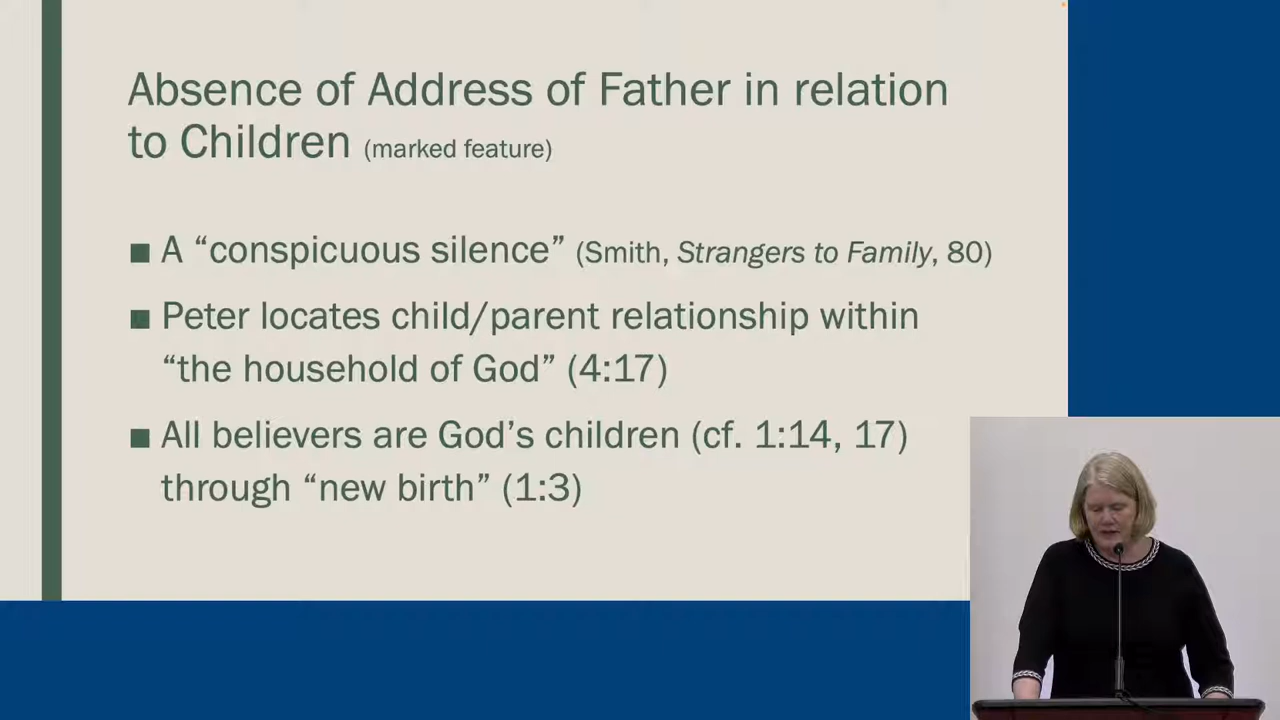 Absence of Address of Father in relation
to Children (marked feature)
■ A “conspicuous silence” (Smith, Strangers to Family, 80)
■ Peter locates child/parent relationship within
“the household of God” (4:17)
■ All believers are God’s children (cf. 1:14, 17)
through “new birth” (1:3)